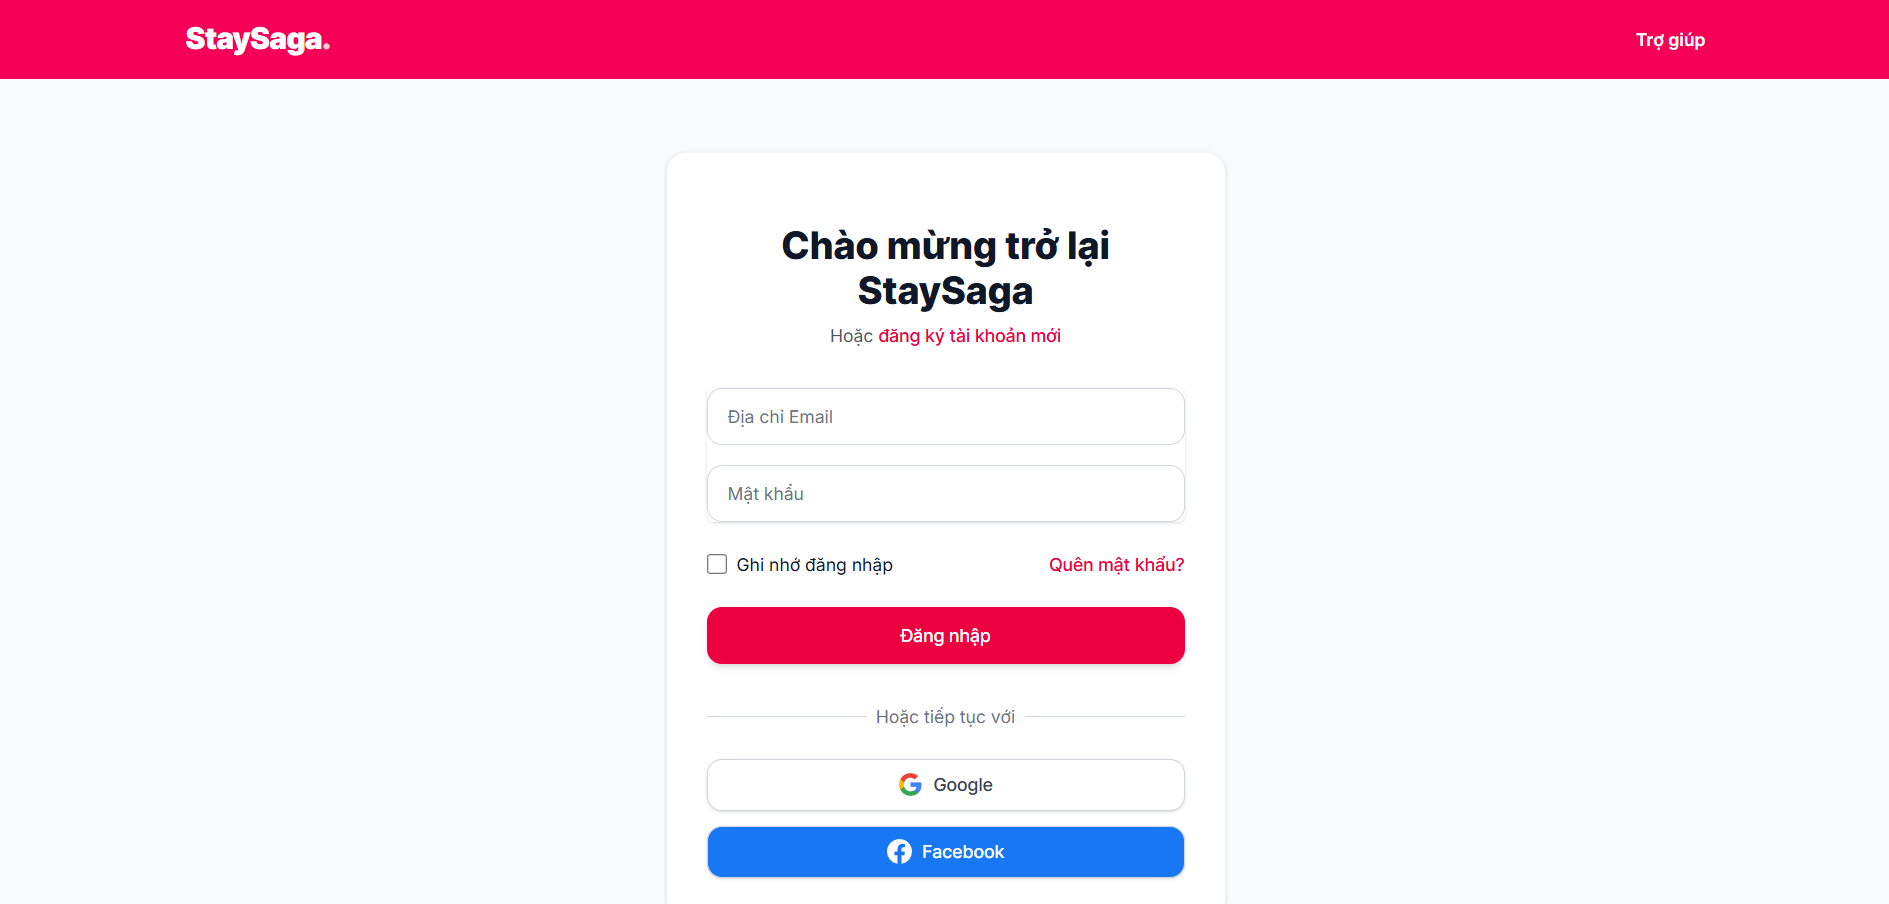 StaySaga.
Trợ giúp
Chào mừng trở lại
StaySaga
Hoặc đăng ký tài khoản mới
Địa chỉ Email
Mật khẩu
Ghi nhớ đăng nhập
Quên mật khẩu?
Đăng nhập
Hoặc tiếp tục với
Google
Facebook